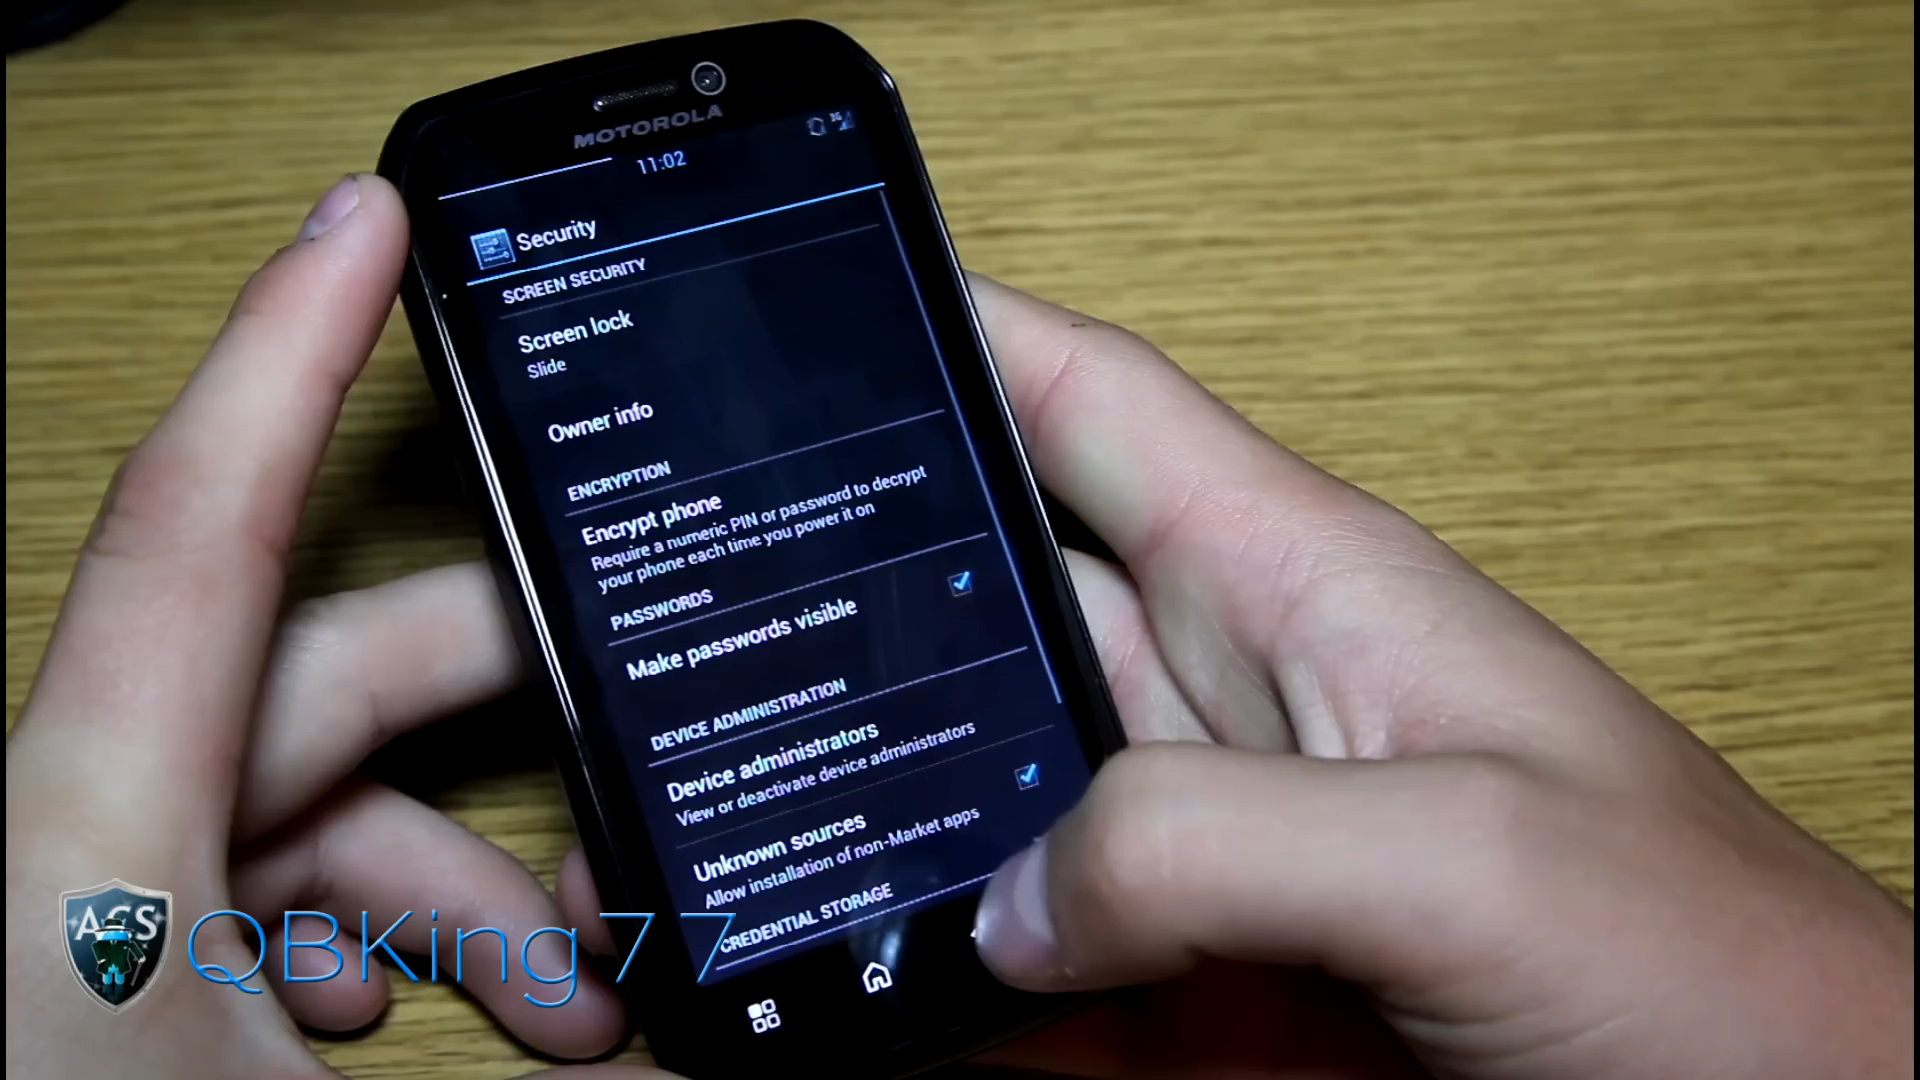 MOTOROLA
3G
11:02
Security
SCREEN SECURITY
Screen lock
Slide
Owner info
ENCRYPTION
Encrypt phone
Require a numeric PIN or password to decrypt
your phone each time you power it on
PASSWORDS
Make passwords visible
DEVICE ADMINISTRATION
Device administrators
View or deactivate device administrators
Unknown sources
Allow installation of non-Market apps
CREDENTIAL STORAGE
ACS
QBKing77